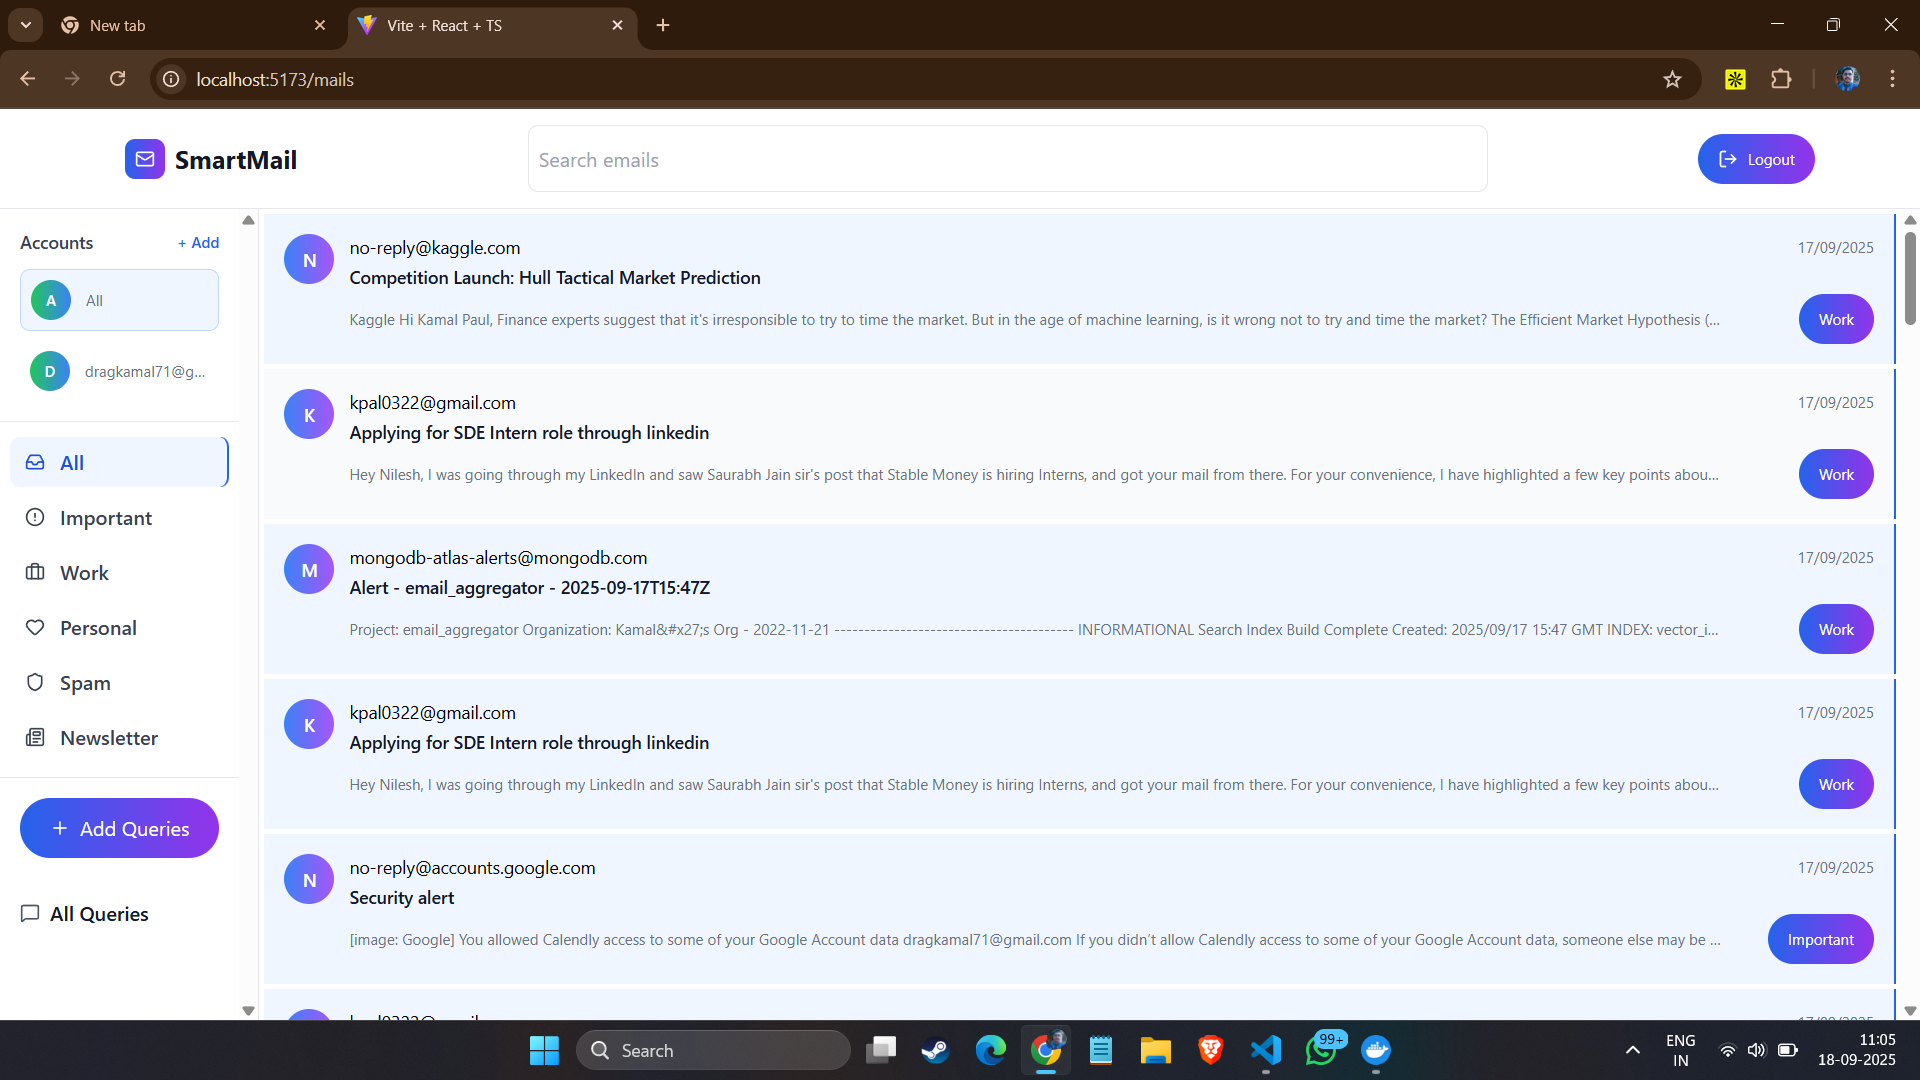 New tab
Vite + React + TS
localhost:5173/mails
SmartMail
Search emails
Logout
Accounts
+ Add
A
All
D
dragkamal71@g...
All
Important
Work
Personal
Spam
Newsletter
+ Add Queries
All Queries
N
no-reply@kaggle.com
17/09/2025
Competition Launch: Hull Tactical Market Prediction
Kaggle Hi Kamal Paul, Finance experts suggest that it's irresponsible to try to time the market. But in the age of machine learning, is it wrong not to try and time the market? The Efficient Market Hypothesis (...
Work
K
kpal0322@gmail.com
17/09/2025
Applying for SDE Intern role through linkedin
Hey Nilesh, I was going through my LinkedIn and saw Saurabh Jain sir's post that Stable Money is hiring Interns, and got your mail from there. For your convenience, I have highlighted a few key points abou...
Work
M
mongodb-atlas-alerts@mongodb.com
17/09/2025
Alert - email_aggregator - 2025-09-17T15:47Z
Project: email_aggregator Organization: Kamal&#x27;s Org - 2022-11-21 ---------------------------------------- INFORMATIONAL Search Index Build Complete Created: 2025/09/17 15:47 GMT INDEX: vector_i...
Work
K
kpal0322@gmail.com
17/09/2025
Applying for SDE Intern role through linkedin
Hey Nilesh, I was going through my LinkedIn and saw Saurabh Jain sir's post that Stable Money is hiring Interns, and got your mail from there. For your convenience, I have highlighted a few key points abou...
Work
N
no-reply@accounts.google.com
17/09/2025
Security alert
[image: Google] You allowed Calendly access to some of your Google Account data dragkamal71@gmail.com If you didn’t allow Calendly access to some of your Google Account data, someone else may be ...
Important
Search
99+
ENG
IN
11:05
18-09-2025